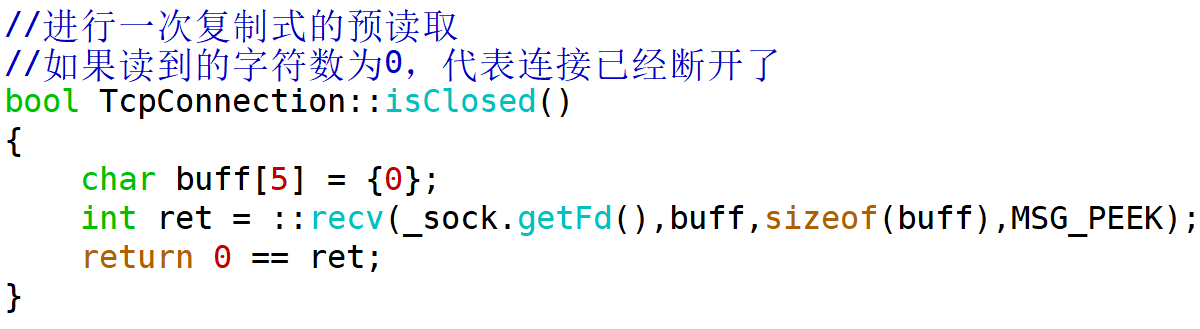 //进行一次复制式的预读取
//如果读到的字符数为0，代表连接已经断开了
bool TcpConnection::isClosed()
{
    char buff[5] = {0};
    int ret = ::recv(_sock.getFd(),buff,sizeof(buff),MSG_PEEK);
    return 0 == ret;
}